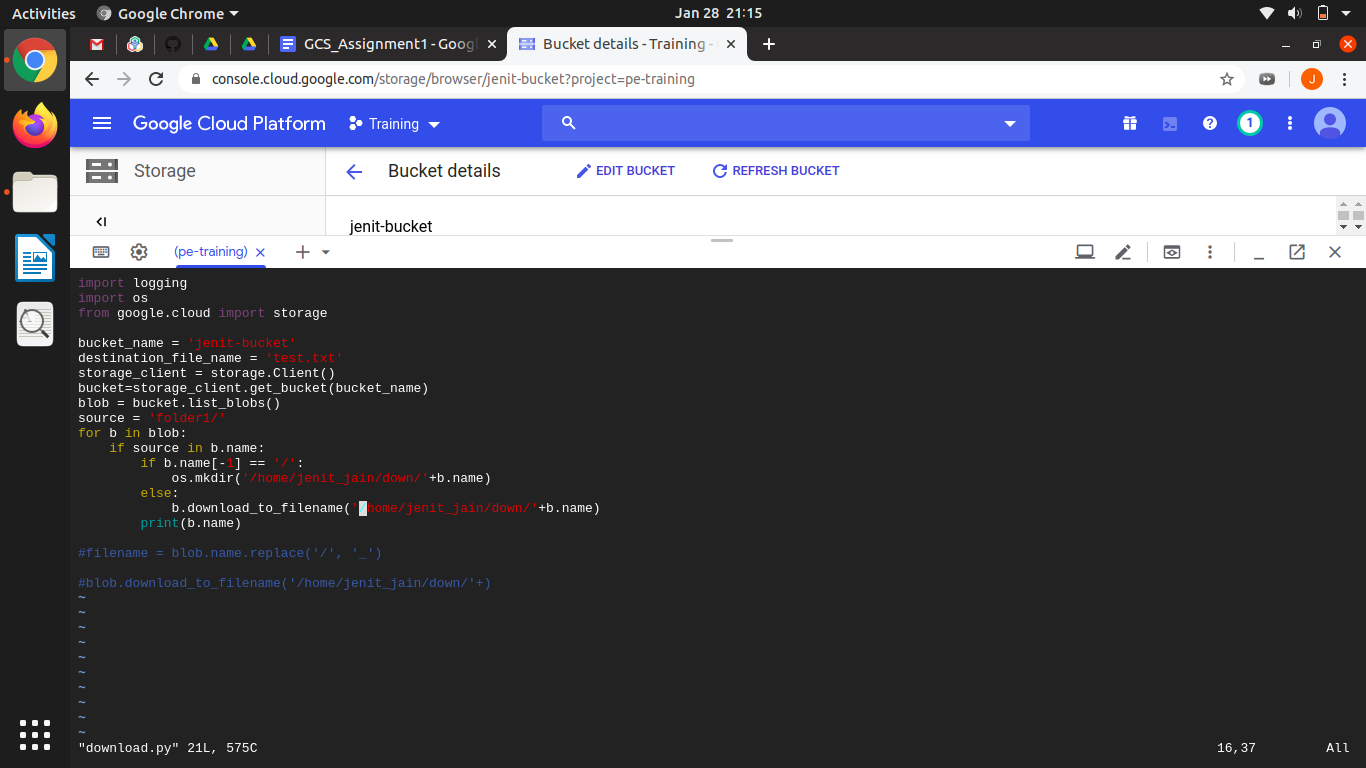 Activities Google Chrome Jan 28 21:15
GCS_Assignment1 - Goog Bucket details - Training -
console.cloud.google.com/storage/browser/jenit-bucket?project=pe-training J
Google Cloud Platform Training 1
Storage Bucket details EDIT BUCKET REFRESH BUCKET
jenit-bucket
(pe-training)
import logging
import os
from google.cloud import storage
bucket_name = 'jenit-bucket'
destination_file_name = 'test.txt'
storage_client = storage.Client()
bucket=storage_client.get_bucket(bucket_name)
blob = bucket.list_blobs()
source = 'folder1/'
for b in blob:
    if source in b.name:
        if b.name[-1] == '/':
            os.mkdir('/home/jenit_jain/down/'+b.name)
        else:
            b.download_to_filename('/home/jenit_jain/down/'+b.name)
        print(b.name)
#filename = blob.name.replace('/', '_')
#blob.download_to_filename('/home/jenit_jain/down/'+)
~
~
~
~
~
~
~
~
~
~
"download.py" 21L, 575C 16,37 All